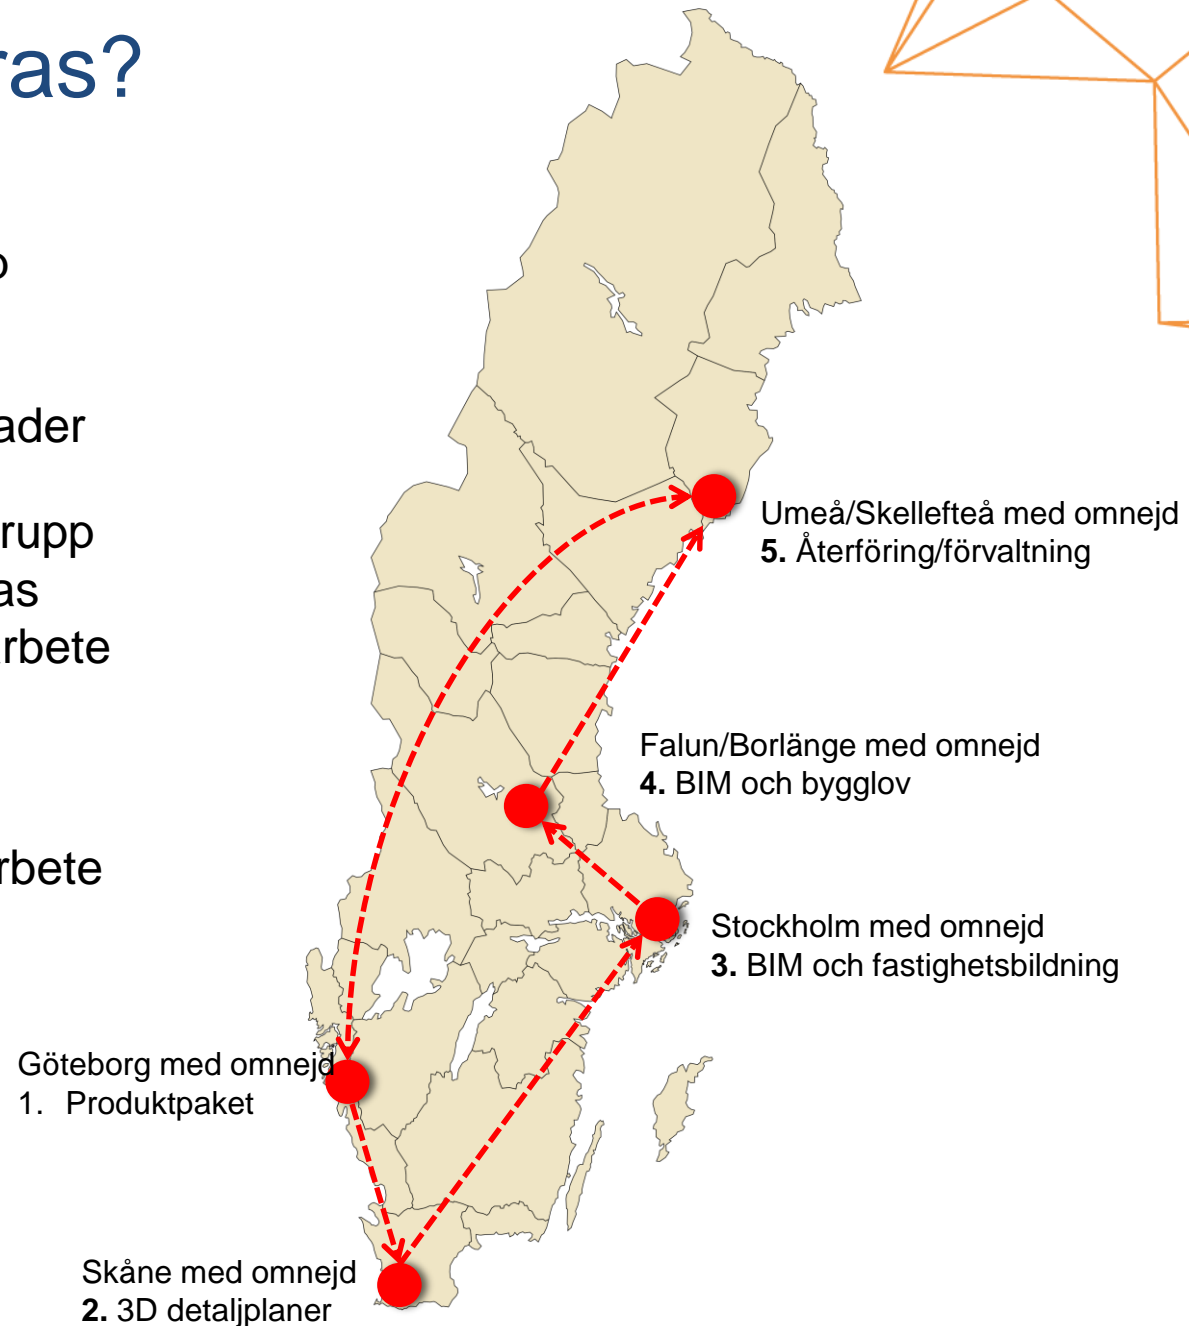 ras?
ader
rupp
as
rbete
rbete
Umeå/Skellefteå med omnejd
5. Återföring/förvaltning
Falun/Borlänge med omnejd
4. BIM och bygglov
Stockholm med omnejd
3. BIM och fastighetsbildning
Göteborg med omnejd
1. Produktpaket
Skåne med omnejd
2. 3D detaljplaner